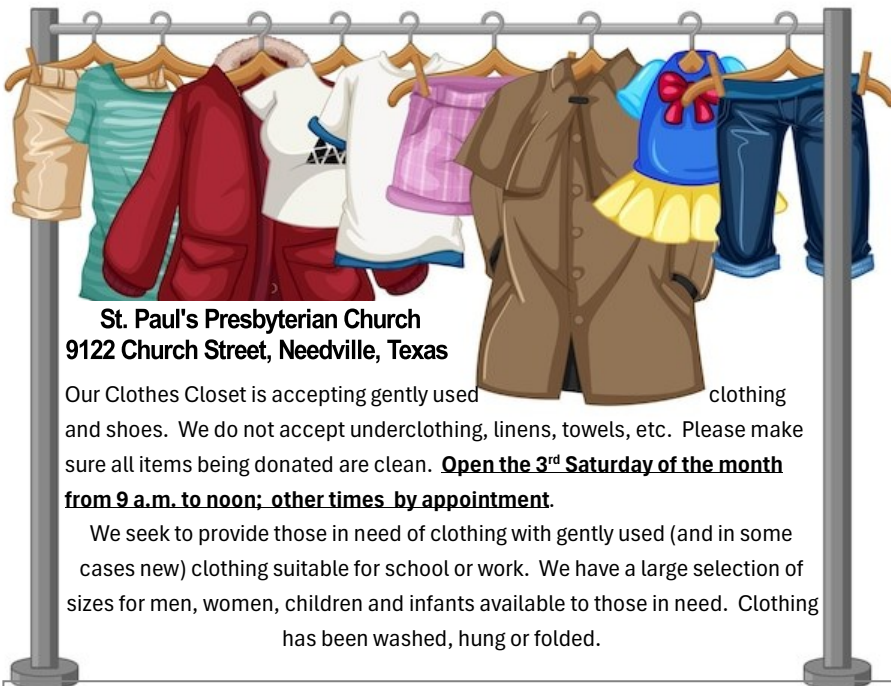 St. Paul's Presbyterian Church
9122 Church Street, Needville, Texas
Our Clothes Closet is accepting gently used clothing
and shoes.  We do not accept underclothing, linens, towels, etc.  Please make
sure all items being donated are clean.  Open the 3rd Saturday of the month
from 9 a.m. to noon;  other times  by appointment.
We seek to provide those in need of clothing with gently used (and in some
cases new) clothing suitable for school or work.  We have a large selection of
sizes for men, women, children and infants available to those in need.  Clothing
has been washed, hung or folded.